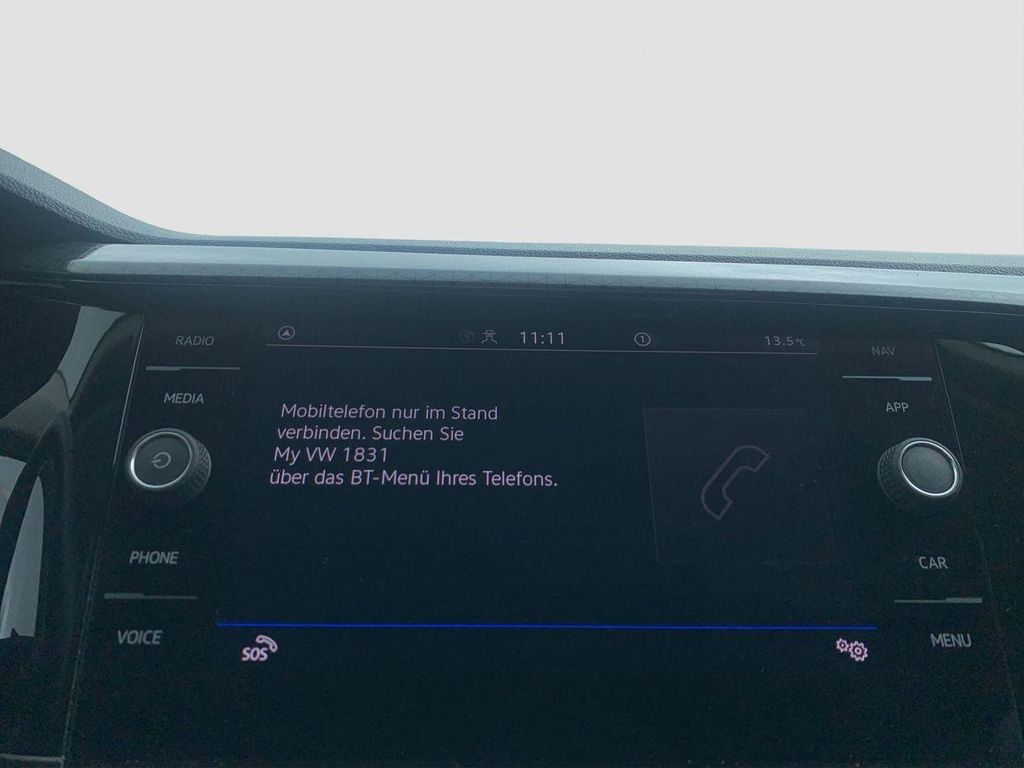 RADIO
11:11
1
13.5°C
NAV
MEDIA
APP
Mobiltelefon nur im Stand
verbinden. Suchen Sie
My VW 1831
über das BT-Menü Ihres Telefons.
PHONE
CAR
VOICE
SOS
MENU